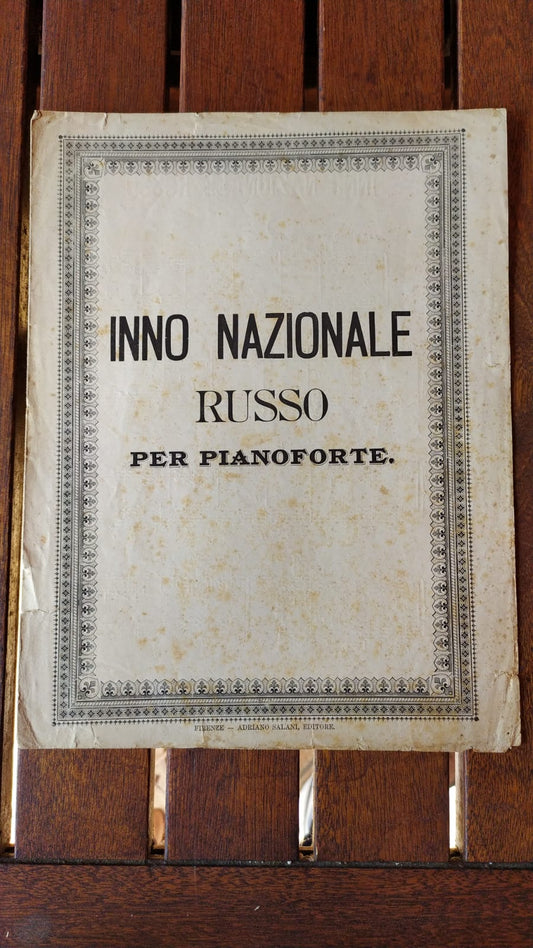 INNO NAZIONALE
RUSSO
PER PIANOFORTE.
FIRENZE — ADRIANO SALANI, EDITORE.